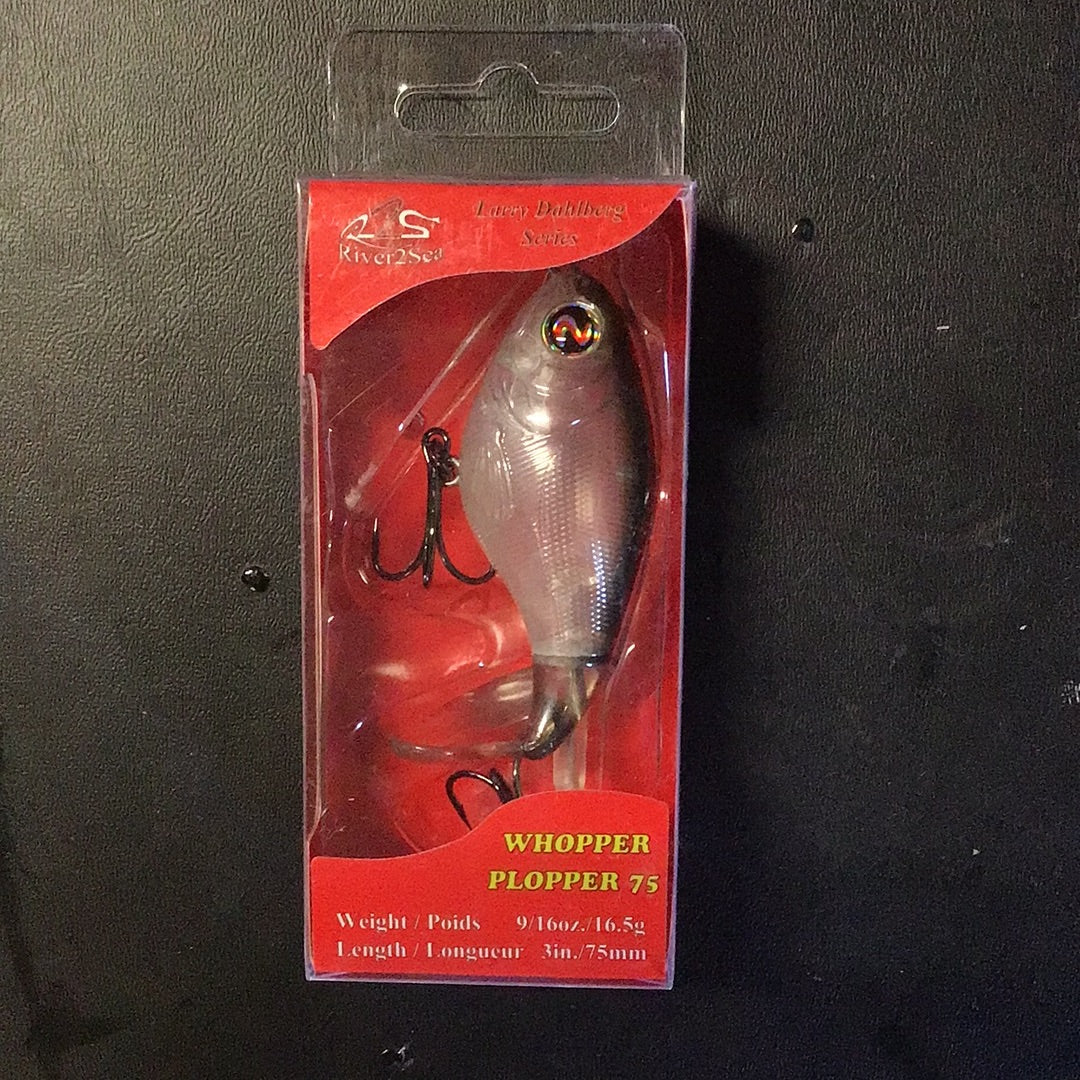 River2Sea
Larry Dahlberg
Series
WHOPPER
PLOPPER 75
Weight / Poids 9/16oz./16.5g
Length / Longueur 3in./75mm